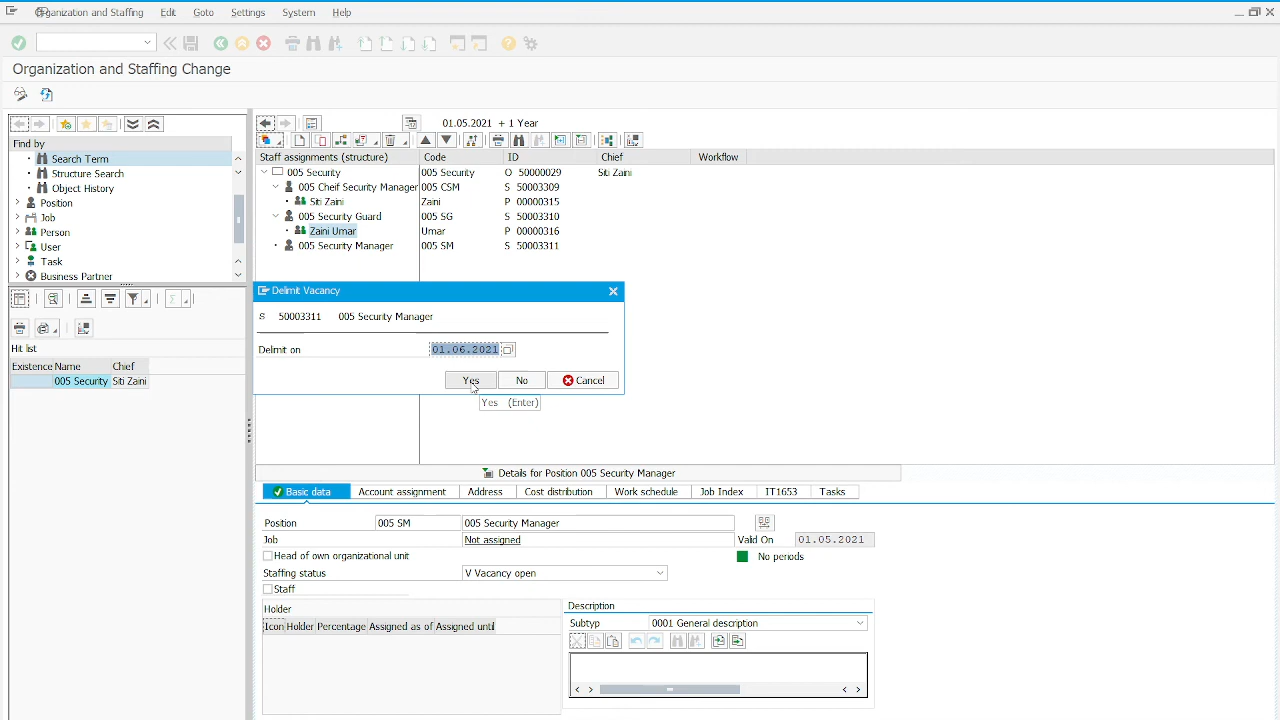 Organization and Staffing Edit Goto Settings System Help
Organization and Staffing Change
01.05.2021 + 1 Year
Find by
Search Term
Structure Search
Object History
Position
Job
Person
User
Task
Business Partner
Staff assignments (structure) Code ID Chief Workflow
005 Security 005 Security O 50000029 Siti Zaini
005 Cheif Security Manager 005 CSM S 50003309
Siti Zaini Zaini P 00000315
005 Security Guard 005 SG S 50003310
Zaini Umar Umar P 00000316
005 Security Manager 005 SM S 50003311
Hit list
Existence Name Chief
005 Security Siti Zaini
Delimit Vacancy
S 50003311 005 Security Manager
Delimit on 01.06.2021
Yes No Cancel
Yes (Enter)
Details for Position 005 Security Manager
Basic data Account assignment Address Cost distribution Work schedule Job Index IT1653 Tasks
Position 005 SM 005 Security Manager
Job Not assigned Valid On 01.05.2021
Head of own organizational unit No periods
Staffing status V Vacancy open
Staff
Holder
Icon Holder Percentage Assigned as of Assigned until
Description
Subtyp 0001 General description